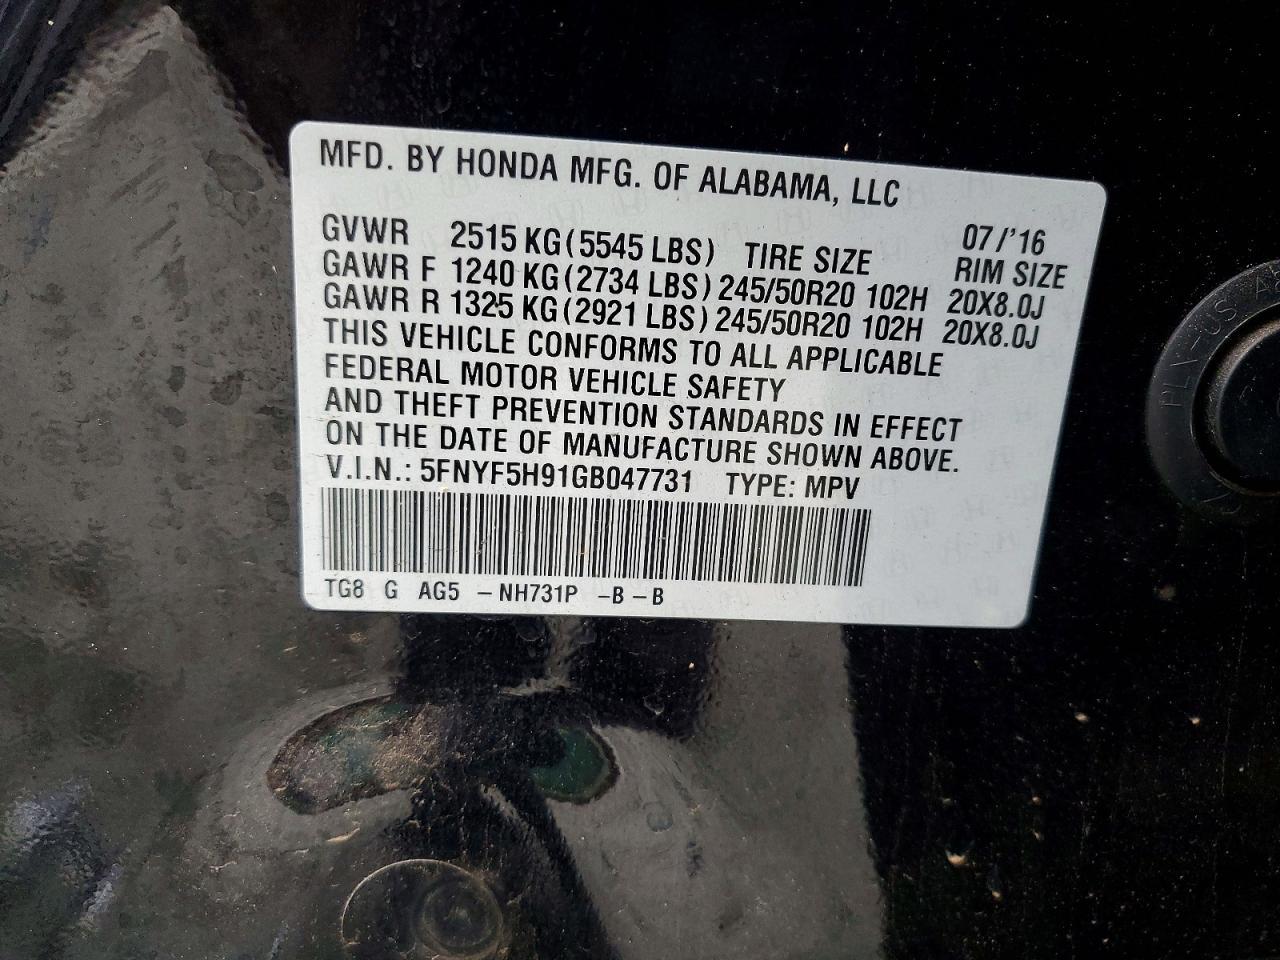 MFD. BY HONDA MFG. OF ALABAMA, LLC
07/'16
GVWR 2515 KG (5545 LBS) TIRE SIZE RIM SIZE
GAWR F 1240 KG (2734 LBS) 245/50R20 102H 20X8.0J
GAWR R 1325 KG (2921 LBS) 245/50R20 102H 20X8.0J
THIS VEHICLE CONFORMS TO ALL APPLICABLE
FEDERAL MOTOR VEHICLE SAFETY
AND THEFT PREVENTION STANDARDS IN EFFECT
ON THE DATE OF MANUFACTURE SHOWN ABOVE.
V.I.N.: 5FNYF5H91GB047731 TYPE: MPV
TG8 G AG5 -NH731P -B-B